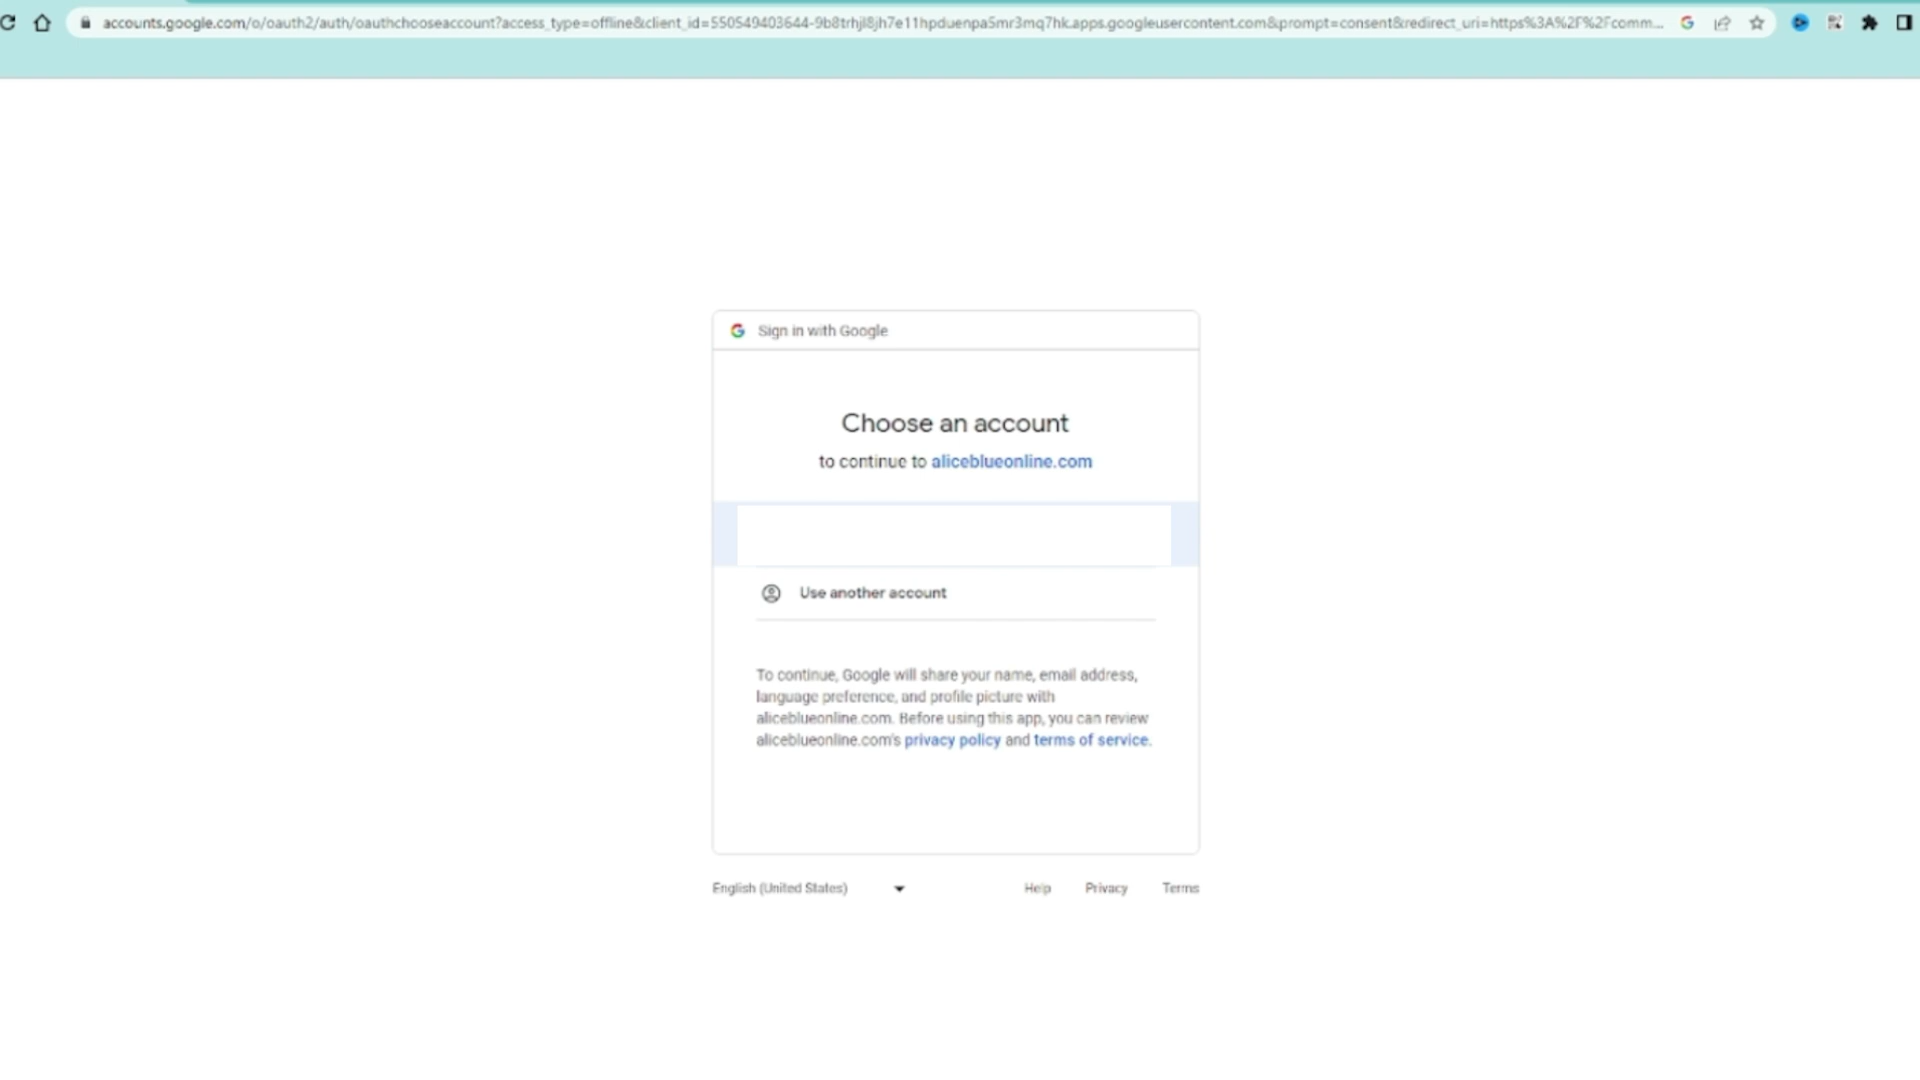 accounts.google.com/o/oauth2/auth/oauthchooseaccount?access_type=offline&client_id=550549403644-9b8trhjl8jh7e11hpduenpa5mr3mq7hk.apps.googleusercontent.com&prompt=consent&redirect_uri=https%3A%2F%2Fcomm...
Sign in with Google
Choose an account
to continue to aliceblueonline.com
Use another account
To continue, Google will share your name, email address,
language preference, and profile picture with
aliceblueonline.com. Before using this app, you can review
aliceblueonline.com's privacy policy and terms of service.
English (United States) Help Privacy Terms